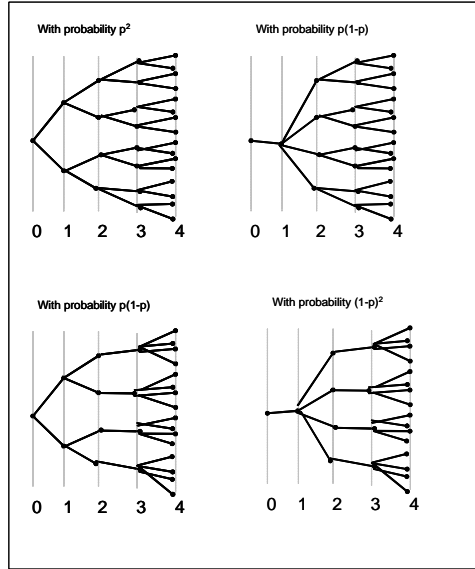 With probability p²
With probability p(1-p)
0 1 2 3 4
0 1 2 3 4
With probability p(1-p)
With probability (1-p)²
0 1 2 3 4
0 1 2 3 4